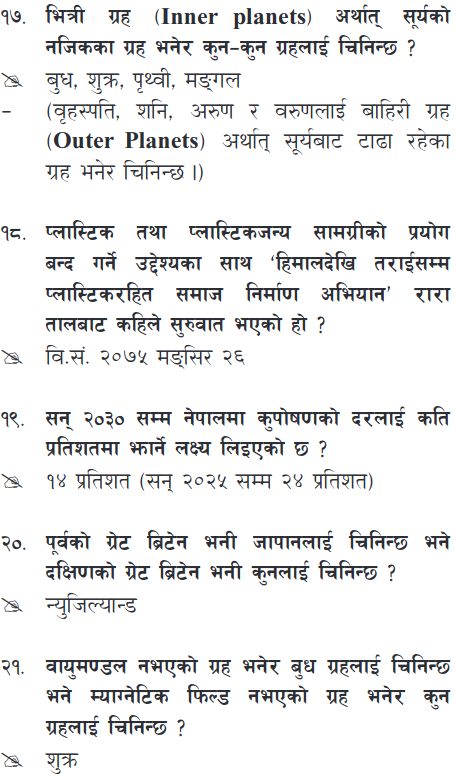 १७. भित्री ग्रह (Inner planets) अर्थात् सूर्यको
नजिकका ग्रह भनेर कुन-कुन ग्रहलाई चिनिन्छ ?
बुध, शुक्र, पृथ्वी, मङ्गल
– (वृहस्पति, शनि, अरुण र वरुणलाई बाहिरी ग्रह
(Outer Planets) अर्थात् सूर्यबाट टाढा रहेका
ग्रह भनेर चिनिन्छ ।)
१८. प्लास्टिक तथा प्लास्टिकजन्य सामग्रीको प्रयोग
बन्द गर्ने उद्देश्यका साथ ‘हिमालदेखि तराईसम्म
प्लास्टिकरहित समाज निर्माण अभियान’ रारा
तालबाट कहिले सुरुवात भएको हो ?
वि.सं. २०७५ मङ्सिर २६
१९. सन् २०३० सम्म नेपालमा कुपोषणको दरलाई कति
प्रतिशतमा झार्ने लक्ष्य लिइएको छ ?
१४ प्रतिशत (सन् २०२५ सम्म २४ प्रतिशत)
२०. पूर्वको ग्रेट ब्रिटेन भनी जापानलाई चिनिन्छ भने
दक्षिणको ग्रेट ब्रिटेन भनी कुनलाई चिनिन्छ ?
न्युजिल्यान्ड
२१. वायुमण्डल नभएको ग्रह भनेर बुध ग्रहलाई चिनिन्छ
भने म्याग्नेटिक फिल्ड नभएको ग्रह भनेर कुन
ग्रहलाई चिनिन्छ ?
शुक्र